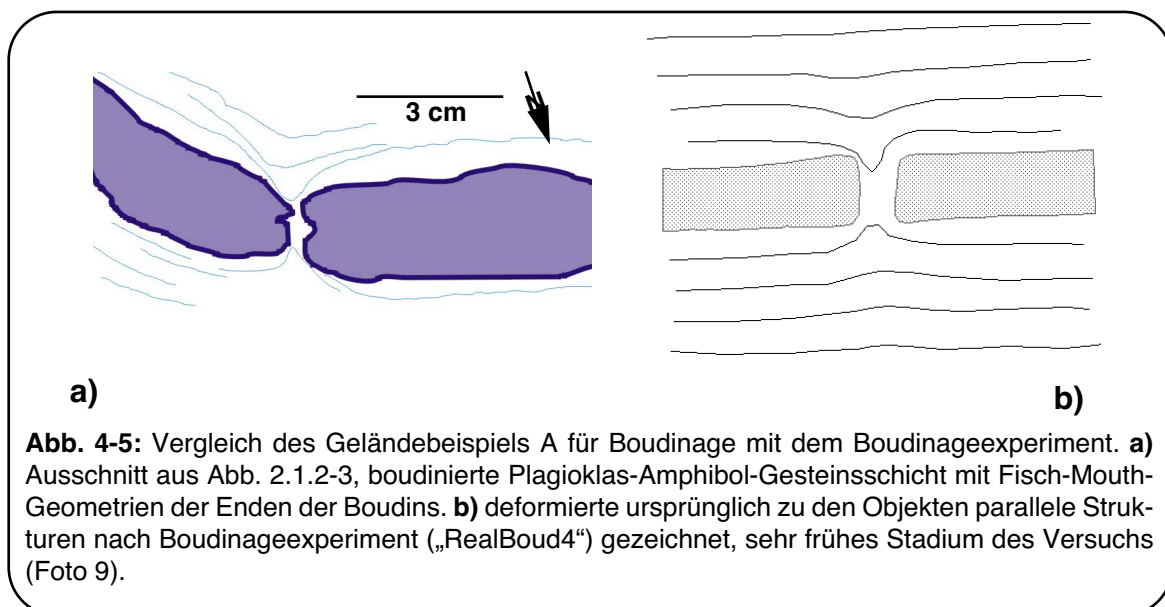 3 cm
a)
b)
Abb. 4-5: Vergleich des Geländebeispiels A für Boudinage mit dem Boudinageexperiment. a)
Ausschnitt aus Abb. 2.1.2-3, boudinierte Plagioklas-Amphibol-Gesteinsschicht mit Fisch-Mouth-
Geometrien der Enden der Boudins. b) deformierte ursprünglich zu den Objekten parallele Struk-
turen nach Boudinageexperiment („RealBoud4“) gezeichnet, sehr frühes Stadium des Versuchs
(Foto 9).